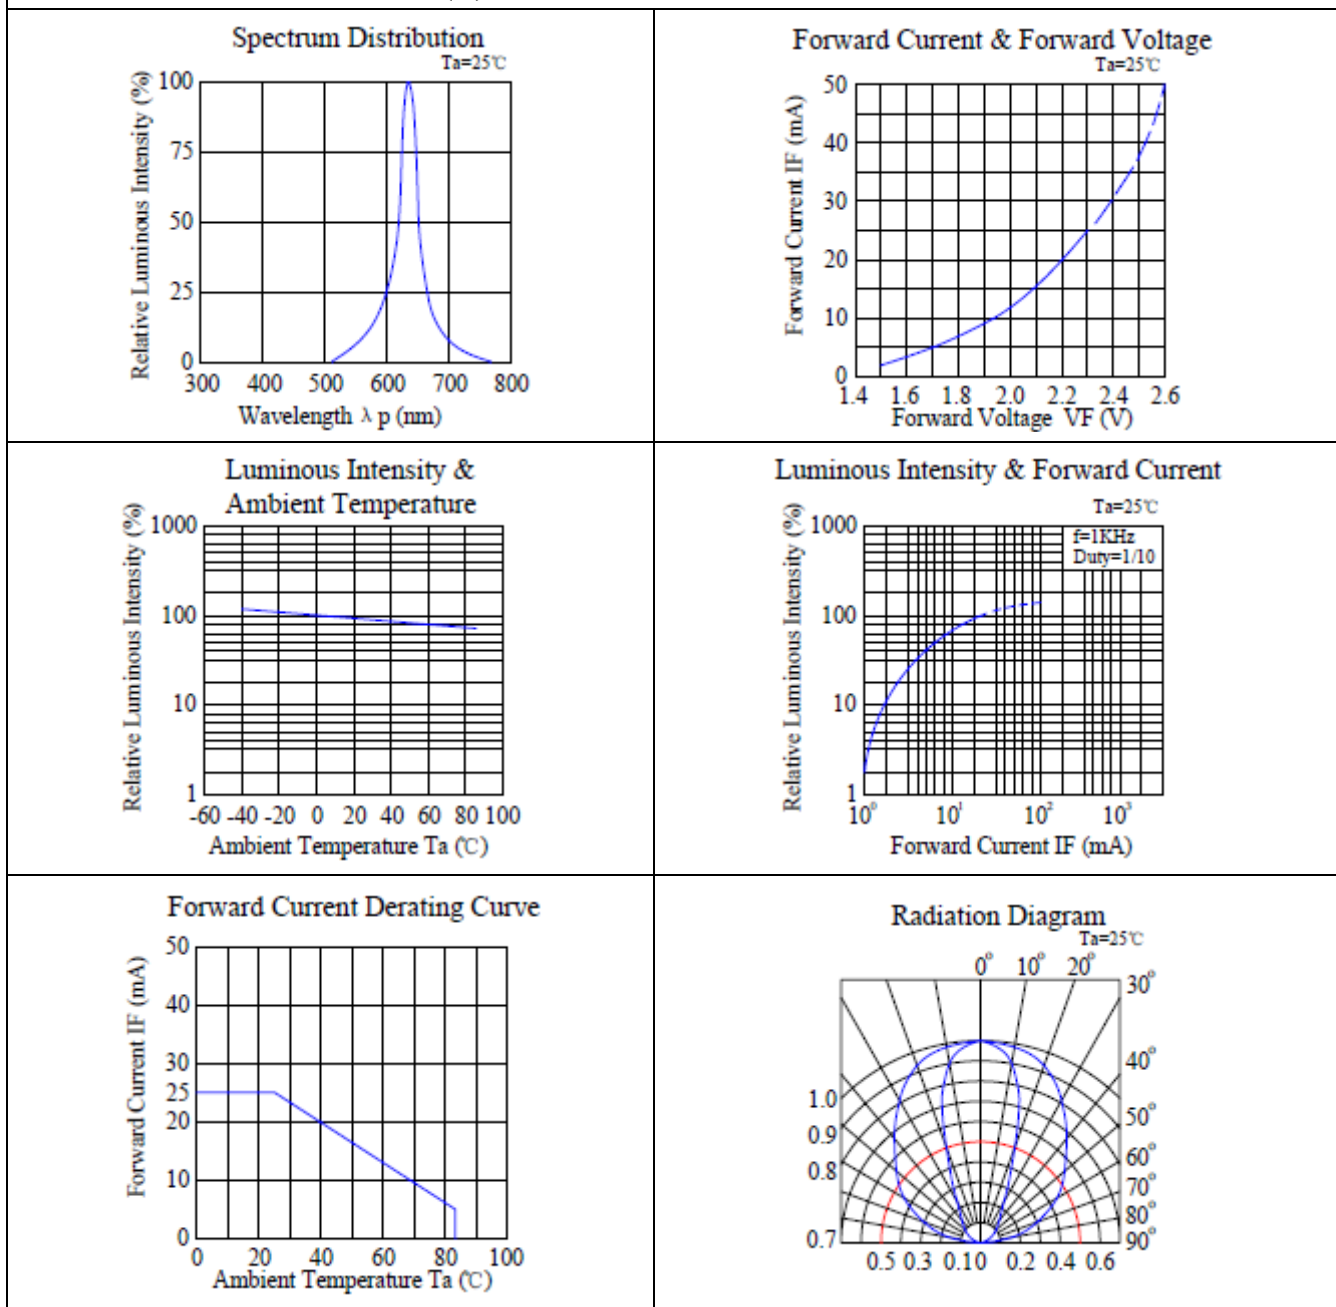 Spectrum Distribution
Ta=25℃
Relative Luminous Intensity (%)
100
75
50
25
0
300 400 500 600 700 800
Wavelength λ p (nm)
Forward Current & Forward Voltage
Ta=25℃
Forward Current IF (mA)
50
40
30
20
10
0
1.4 1.6 1.8 2.0 2.2 2.4 2.6
Forward Voltage VF (V)
Luminous Intensity &
Ambient Temperature
Relative Luminous Intensity (%)
1000
100
10
1
-60 -40 -20 0 20 40 60 80 100
Ambient Temperature Ta (℃)
Luminous Intensity & Forward Current
Ta=25℃
f=1KHz
Duty=1/10
Relative Luminous Intensity (%)
1000
100
10
1
10⁰ 10¹ 10² 10³
Forward Current IF (mA)
Forward Current Derating Curve
Forward Current IF (mA)
50
40
30
25
20
10
0
0 20 40 60 80 100
Ambient Temperature Ta (℃)
Radiation Diagram
Ta=25℃
0° 10° 20°
30°
40°
50°
60°
70°
80°
90°
1.0
0.9
0.8
0.7
0.5 0.3 0.10 0.2 0.4 0.6